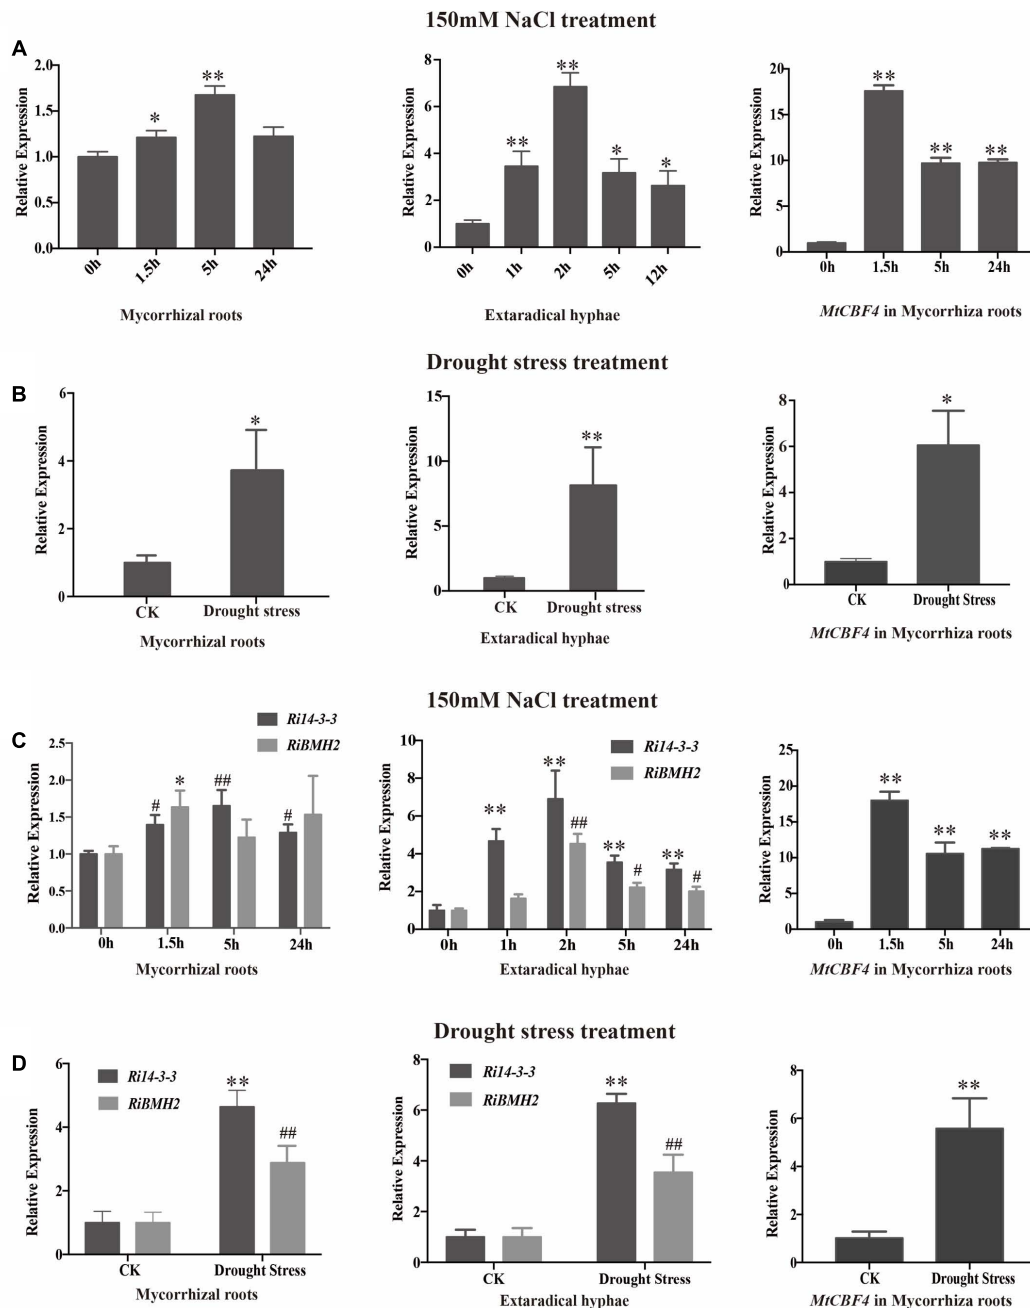 150mM NaCl treatment
A
Relative Expression
2.0
1.5
1.0
0.5
0.0
*
**
0h
1.5h
5h
24h
Mycorrhizal roots
Relative Expression
8
6
4
2
0
**
**
*
*
0h
1h
2h
5h
12h
Extaradical hyphae
Relative Expression
20
15
10
5
0
**
**
**
0h
1.5h
5h
24h
MtCBF4 in Mycorrhiza roots
Drought stress treatment
B
Relative Expression
6
4
2
0
*
CK
Drought stress
Mycorrhizal roots
Relative Expression
15
10
5
0
**
CK
Drought stress
Extaradical hyphae
Relative Expression
8
6
4
2
0
*
CK
Drought Stress
MtCBF4 in Mycorrhiza roots
150mM NaCl treatment
C
Ri14-3-3
RiBMH2
Relative Expression
2.5
2.0
1.5
1.0
0.5
0.0
#
*
##
#
0h
1.5h
5h
24h
Mycorrhizal roots
Ri14-3-3
RiBMH2
Relative Expression
10
8
6
4
2
0
**
**
##
**
#
**
#
0h
1h
2h
5h
24h
Extaradical hyphae
Relative Expression
25
20
15
10
5
0
**
**
**
0h
1.5h
5h
24h
MtCBF4 in Mycorrhiza roots
Drought stress treatment
D
Ri14-3-3
RiBMH2
Relative Expression
6
4
2
0
**
##
CK
Drought Stress
Mycorrhizal roots
Ri14-3-3
RiBMH2
Relative Expression
8
6
4
2
0
**
##
CK
Drought Stress
Extaradical hyphae
Relative Expression
8
6
4
2
0
**
CK
Drought Stress
MtCBF4 in Mycorrhiza roots